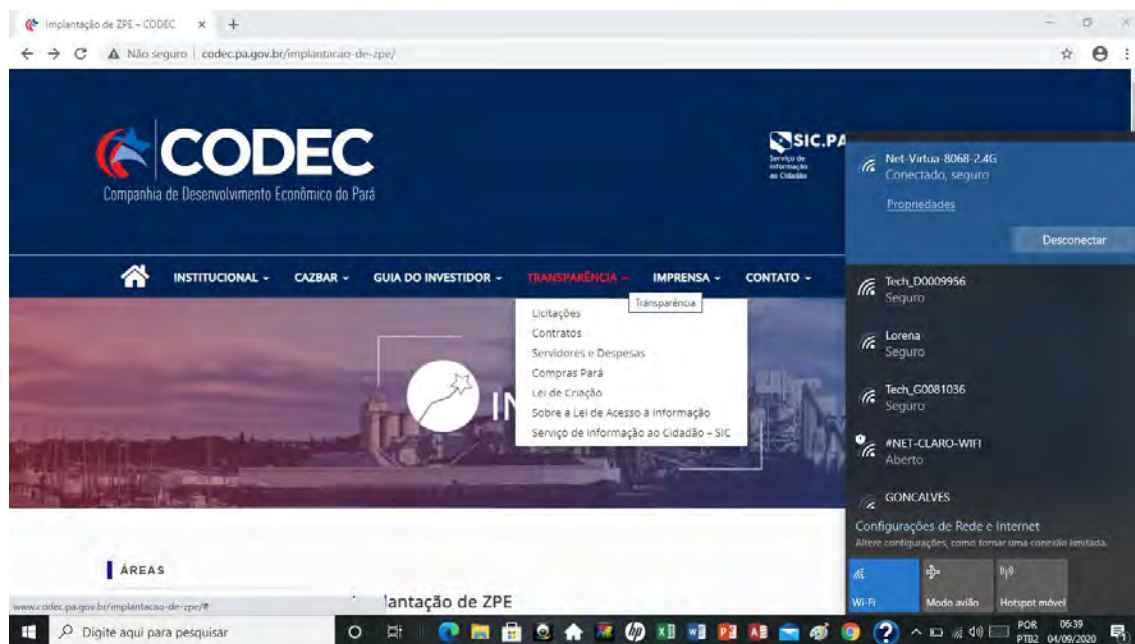 Implantação de ZPE – CODEC
Não seguro | codec.pa.gov.br/implantacao-de-zpe/
CODEC
Companhia de Desenvolvimento Econômico do Pará
SIC.PA
Serviço de
Informação
ao Cidadão
INSTITUCIONAL
CAZBAR
GUIA DO INVESTIDOR
TRANSPARÊNCIA
IMPRENSA
CONTATO
Transparência
Licitações
Contratos
Servidores e Despesas
Compras Pará
Lei de Criação
Sobre a Lei de Acesso à Informação
Serviço de Informação ao Cidadão – SIC
IN
ÁREAS
lantação de ZPE
www.codec.pa.gov.br/implantacao-de-zpe/#
Net-Virtua-8068-2.4G
Conectado, seguro
Propriedades
Desconectar
Tech_D0009956
Seguro
Lorena
Seguro
Tech_G0081036
Seguro
#NET-CLARO-WIFI
Aberto
GONCALVES
Configurações de Rede e Internet
Altere configurações, como tornar uma conexão limitada.
Wi-Fi
Modo avião
Hotspot móvel
Digite aqui para pesquisar
hp
POR
PTB2
06:39
04/09/2020